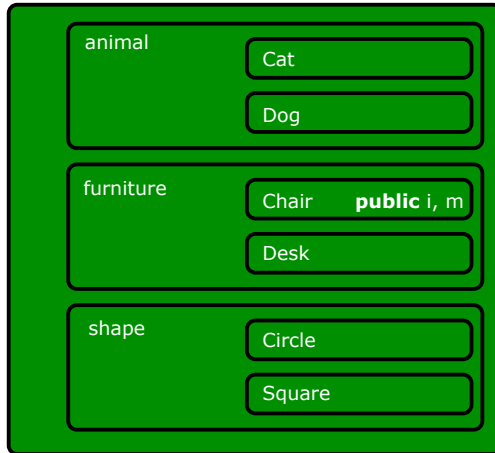 animal
Cat
Dog
furniture
Chair public i, m
Desk
shape
Circle
Square